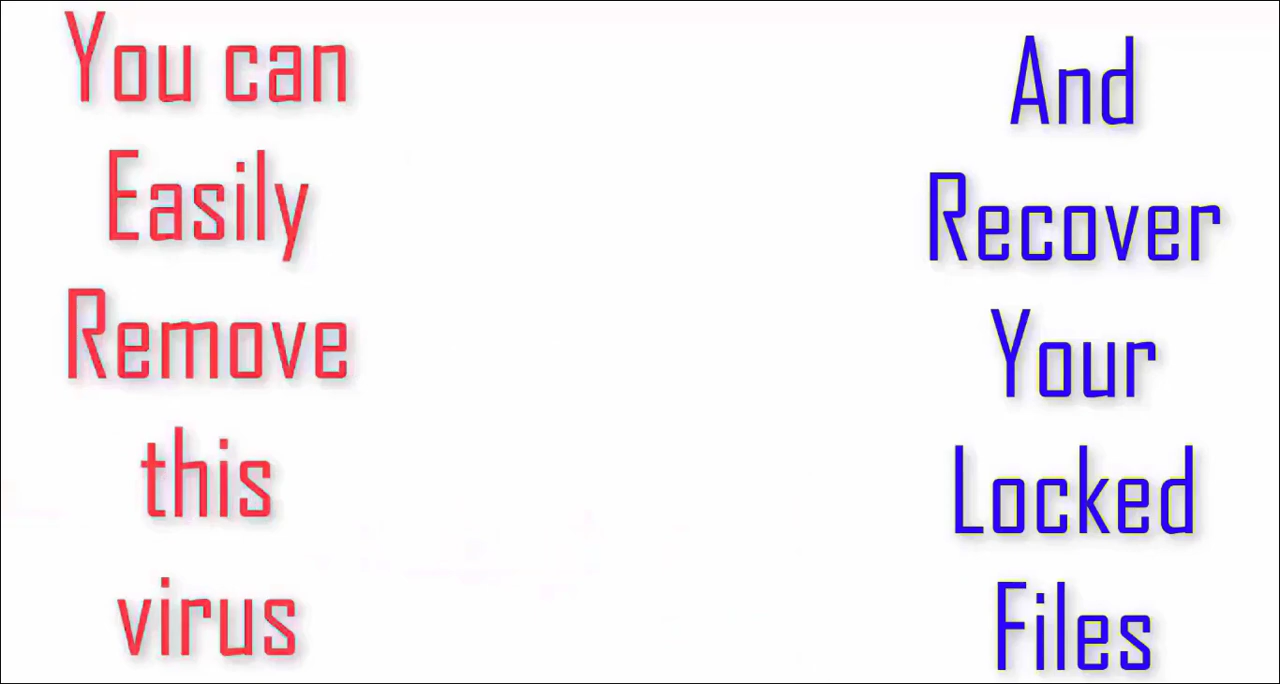 You can
Easily
Remove
this
virus
And
Recover
Your
Locked
Files